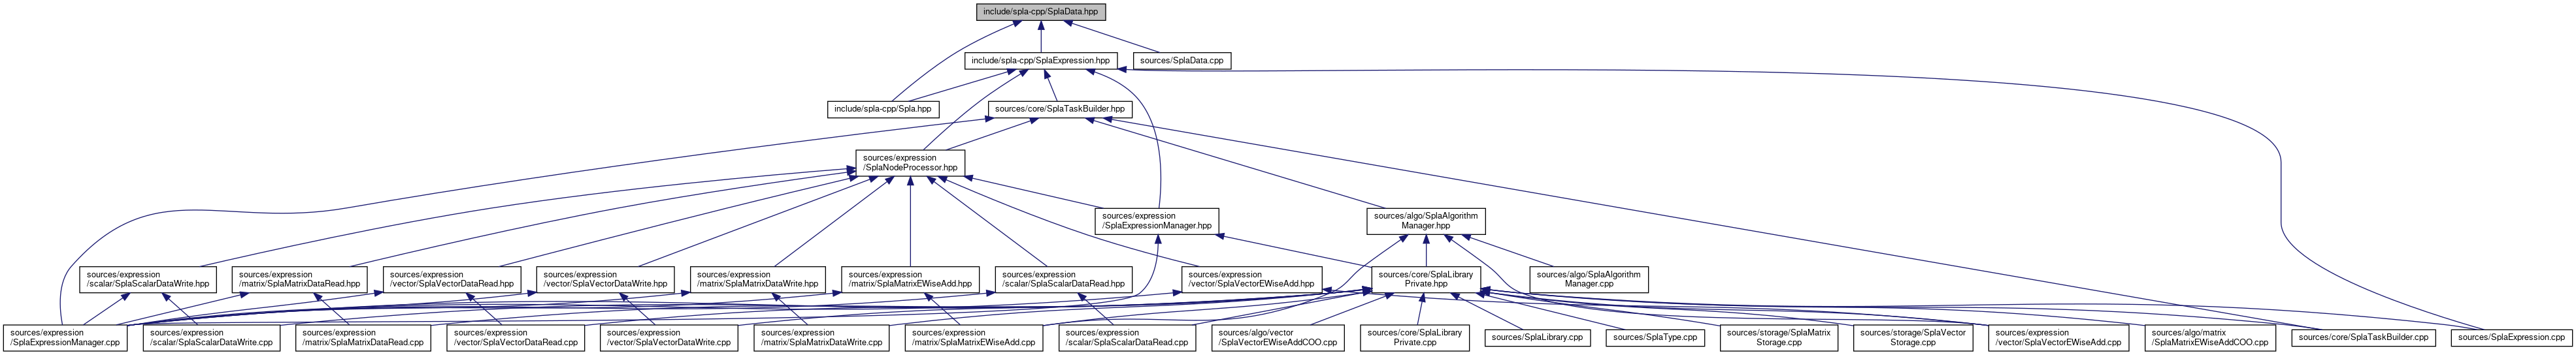 include/spla-cpp/SplaData.hpp
include/spla-cpp/SplaExpression.hpp
sources/SplaData.cpp
include/spla-cpp/Spla.hpp
sources/core/SplaTaskBuilder.hpp
sources/expression
/SplaNodeProcessor.hpp
sources/expression
/SplaExpressionManager.hpp
sources/algo/SplaAlgorithm
Manager.hpp
sources/expression
/scalar/SplaScalarDataWrite.hpp
sources/expression
/matrix/SplaMatrixDataRead.hpp
sources/expression
/vector/SplaVectorDataRead.hpp
sources/expression
/vector/SplaVectorDataWrite.hpp
sources/expression
/matrix/SplaMatrixDataWrite.hpp
sources/expression
/matrix/SplaMatrixEWiseAdd.hpp
sources/expression
/scalar/SplaScalarDataRead.hpp
sources/expression
/vector/SplaVectorEWiseAdd.hpp
sources/core/SplaLibrary
Private.hpp
sources/algo/SplaAlgorithm
Manager.cpp
sources/expression
/SplaExpressionManager.cpp
sources/expression
/scalar/SplaScalarDataWrite.cpp
sources/expression
/matrix/SplaMatrixDataRead.cpp
sources/expression
/vector/SplaVectorDataRead.cpp
sources/expression
/vector/SplaVectorDataWrite.cpp
sources/expression
/matrix/SplaMatrixDataWrite.cpp
sources/expression
/matrix/SplaMatrixEWiseAdd.cpp
sources/expression
/scalar/SplaScalarDataRead.cpp
sources/algo/vector
/SplaVectorEWiseAddCOO.cpp
sources/core/SplaLibrary
Private.cpp
sources/SplaLibrary.cpp
sources/SplaType.cpp
sources/storage/SplaMatrix
Storage.cpp
sources/storage/SplaVector
Storage.cpp
sources/expression
/vector/SplaVectorEWiseAdd.cpp
sources/algo/matrix
/SplaMatrixEWiseAddCOO.cpp
sources/core/SplaTaskBuilder.cpp
sources/SplaExpression.cpp